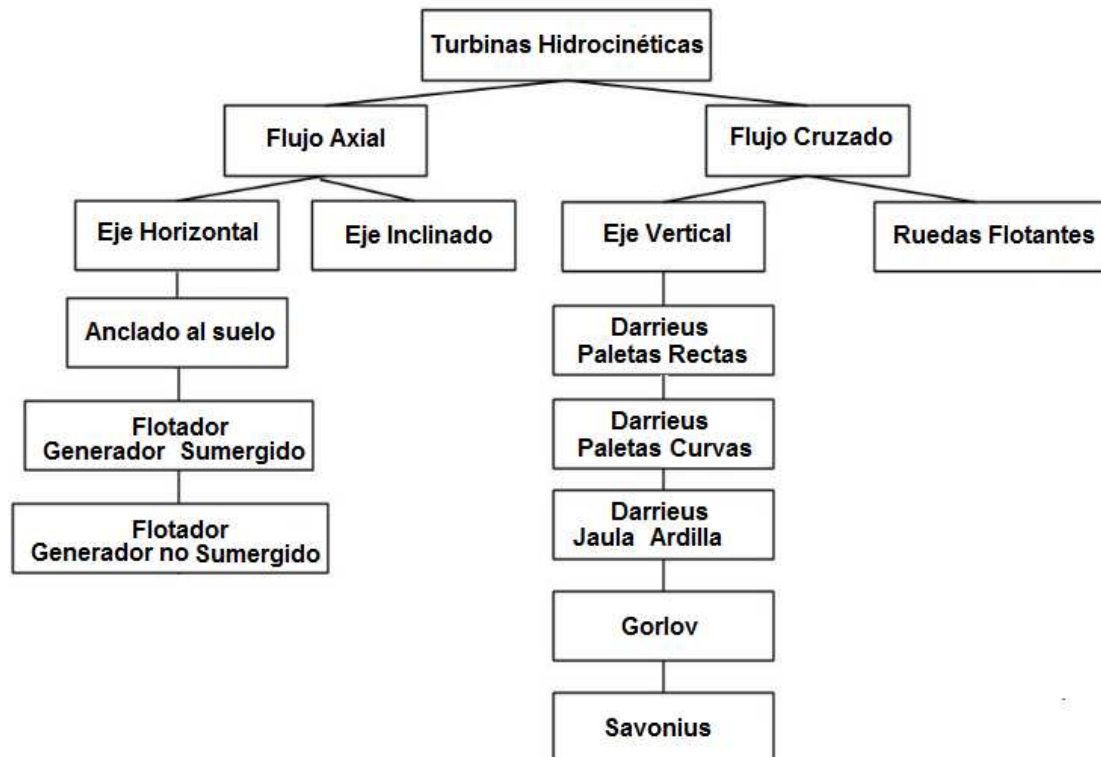 Turbinas Hidrocinéticas
Flujo Axial
Flujo Cruzado
Eje Horizontal
Eje Inclinado
Eje Vertical
Ruedas Flotantes
Anclado al suelo
Darrieus
Paletas Rectas
Flotador
Generador Sumergido
Darrieus
Paletas Curvas
Flotador
Generador no Sumergido
Darrieus
Jaula Ardilla
Gorlov
Savonius